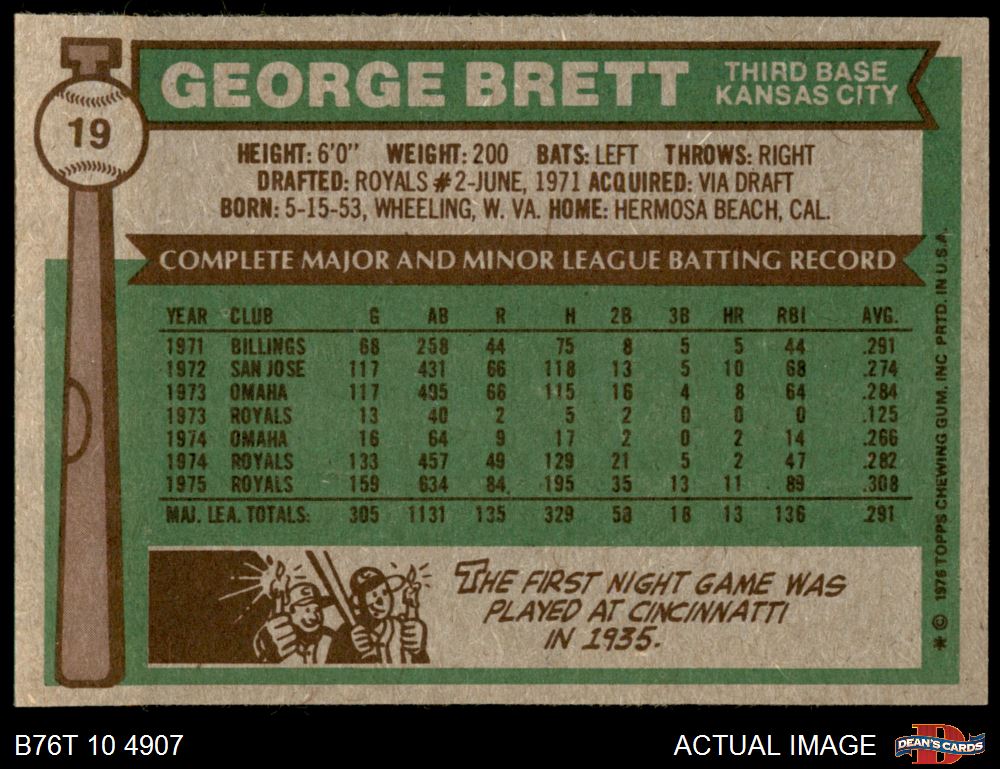 19
GEORGE BRETT
THIRD BASE
KANSAS CITY
HEIGHT: 6'0" WEIGHT: 200 BATS: LEFT THROWS: RIGHT
DRAFTED: ROYALS #2-JUNE, 1971 ACQUIRED: VIA DRAFT
BORN: 5-15-53, WHEELING, W. VA. HOME: HERMOSA BEACH, CAL.
COMPLETE MAJOR AND MINOR LEAGUE BATTING RECORD
YEAR CLUB G AB R H 2B 3B HR RBI AVG.
1971 BILLINGS 68 258 44 75 8 5 5 44 .291
1972 SAN JOSE 117 431 66 118 13 5 10 68 .274
1973 OMAHA 117 405 66 115 16 4 8 64 .284
1973 ROYALS 13 40 2 5 2 0 0 0 .125
1974 OMAHA 16 64 9 17 2 0 2 14 .266
1974 ROYALS 133 457 49 129 21 5 2 47 .282
1975 ROYALS 159 634 84 195 35 13 11 89 .308
MAJ. LEA. TOTALS: 305 1131 135 329 58 18 13 136 .291
THE FIRST NIGHT GAME WAS
PLAYED AT CINCINNATTI
IN 1935.
* © 1976 TOPPS CHEWING GUM, INC PRTD. IN U.S.A.
B76T 10 4907
ACTUAL IMAGE
D
DEAN'S CARDS